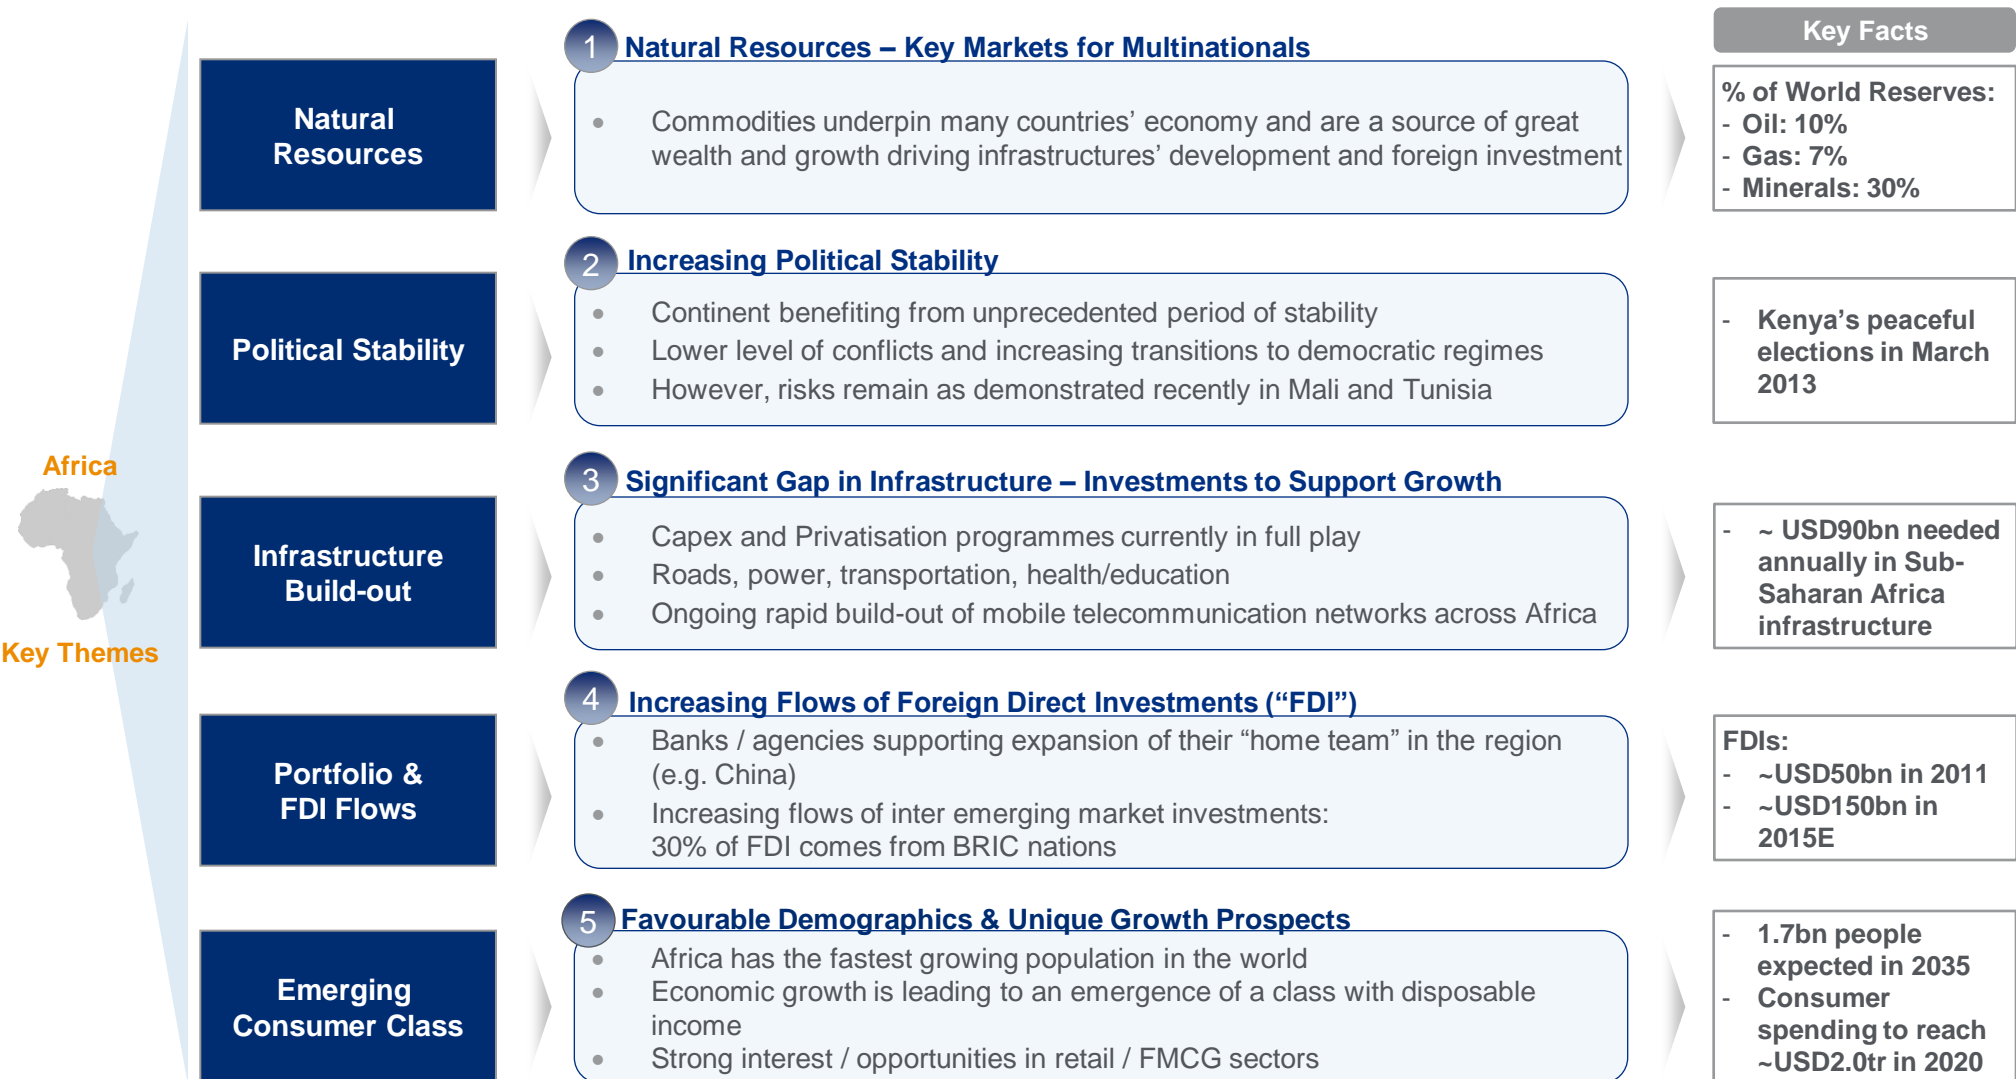 Africa
Key Themes
Key Facts
Natural
Resources
1
Natural Resources – Key Markets for Multinationals
• Commodities underpin many countries’ economy and are a source of great
wealth and growth driving infrastructures’ development and foreign investment
% of World Reserves:
- Oil: 10%
- Gas: 7%
- Minerals: 30%
Political Stability
2
Increasing Political Stability
• Continent benefiting from unprecedented period of stability
• Lower level of conflicts and increasing transitions to democratic regimes
• However, risks remain as demonstrated recently in Mali and Tunisia
- Kenya’s peaceful
elections in March
2013
Infrastructure
Build-out
3
Significant Gap in Infrastructure – Investments to Support Growth
• Capex and Privatisation programmes currently in full play
• Roads, power, transportation, health/education
• Ongoing rapid build-out of mobile telecommunication networks across Africa
- ~ USD90bn needed
annually in Sub-
Saharan Africa
infrastructure
Portfolio &
FDI Flows
4
Increasing Flows of Foreign Direct Investments (“FDI”)
• Banks / agencies supporting expansion of their “home team” in the region
(e.g. China)
• Increasing flows of inter emerging market investments:
30% of FDI comes from BRIC nations
FDIs:
- ~USD50bn in 2011
- ~USD150bn in
2015E
Emerging
Consumer Class
5
Favourable Demographics & Unique Growth Prospects
• Africa has the fastest growing population in the world
• Economic growth is leading to an emergence of a class with disposable
income
• Strong interest / opportunities in retail / FMCG sectors
- 1.7bn people
expected in 2035
- Consumer
spending to reach
~USD2.0tr in 2020